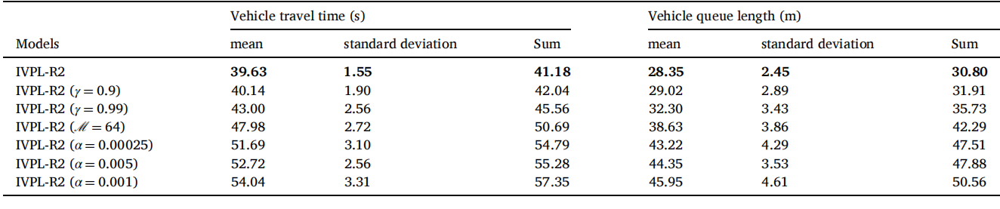 Vehicle travel time (s) Vehicle queue length (m)
Models mean standard deviation Sum mean standard deviation Sum
IVPL-R2 39.63 1.55 41.18 28.35 2.45 30.80
IVPL-R2 (γ = 0.9) 40.14 1.90 42.04 29.02 2.89 31.91
IVPL-R2 (γ = 0.99) 43.00 2.56 45.56 32.30 3.43 35.73
IVPL-R2 (ℳ = 64) 47.98 2.72 50.69 38.63 3.86 42.29
IVPL-R2 (α = 0.00025) 51.69 3.10 54.79 43.22 4.29 47.51
IVPL-R2 (α = 0.005) 52.72 2.56 55.28 44.35 3.53 47.88
IVPL-R2 (α = 0.001) 54.04 3.31 57.35 45.95 4.61 50.56